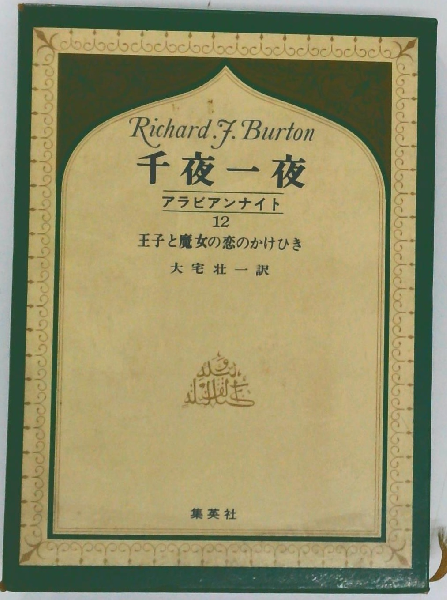 Richard.F.Burton
千夜一夜
アラビアンナイト
12
王子と魔女の恋のかけひき
大宅壮一訳
集英社